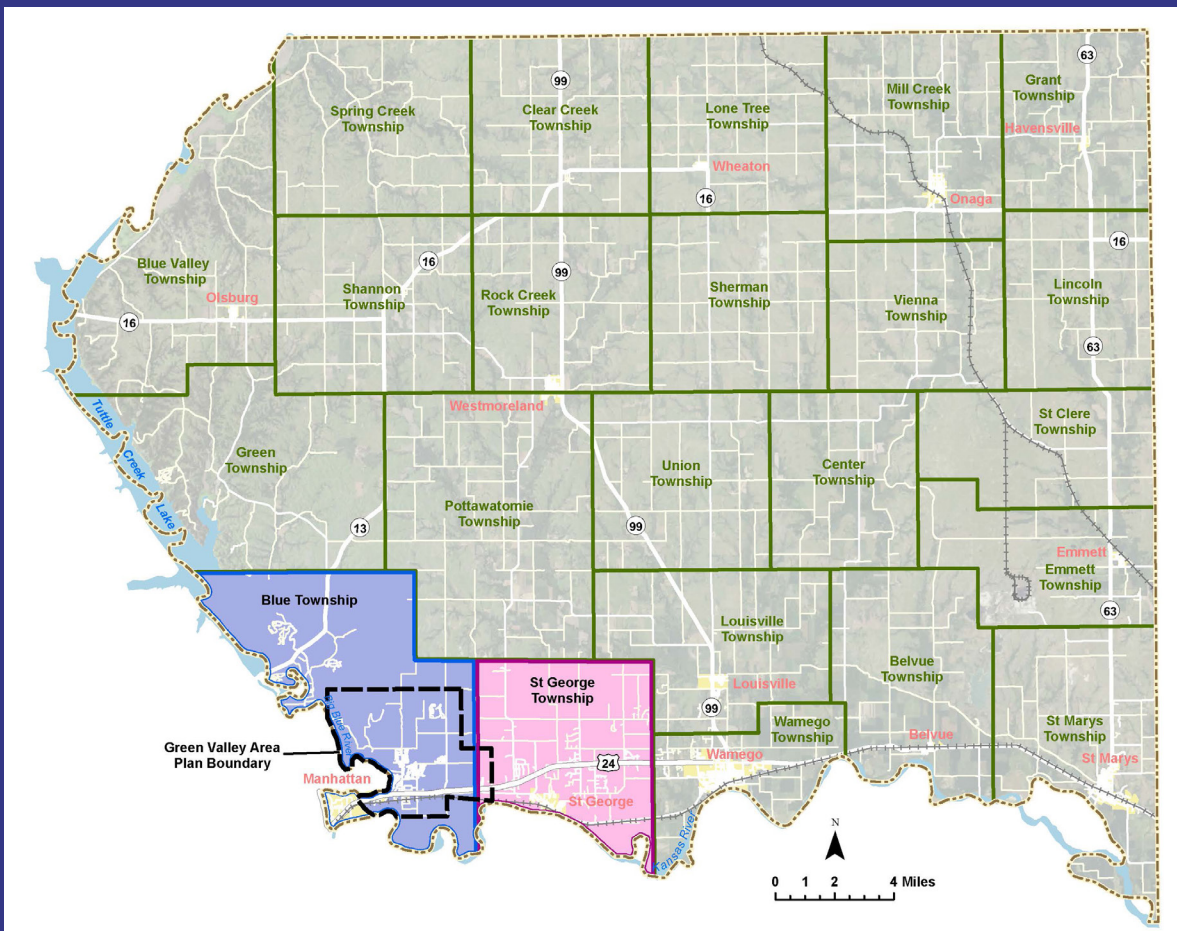 63
99
Mill Creek
Township
Grant
Township
Spring Creek
Township
Clear Creek
Township
Lone Tree
Township
Havensville
Wheaton
16
Onaga
Blue Valley
Township
Olsburg
16
16
Shannon
Township
99
Rock Creek
Township
Sherman
Township
Vienna
Township
16
Lincoln
Township
63
Tuttle
Creek
Lake
Westmoreland
Green
Township
13
Pottawatomie
Township
Union
Township
99
Center
Township
St Clere
Township
Emmett
Emmett
Township
63
Blue Township
Louisville
Township
Belvue
Township
St George
Township
Louisville
99
Wamego
Township
St Marys
Township
Big Blue River
Green Valley Area
Plan Boundary
Manhattan
24
St George
Wamego
Belvue
St Marys
Kansas River
N
0 1 2 4 Miles